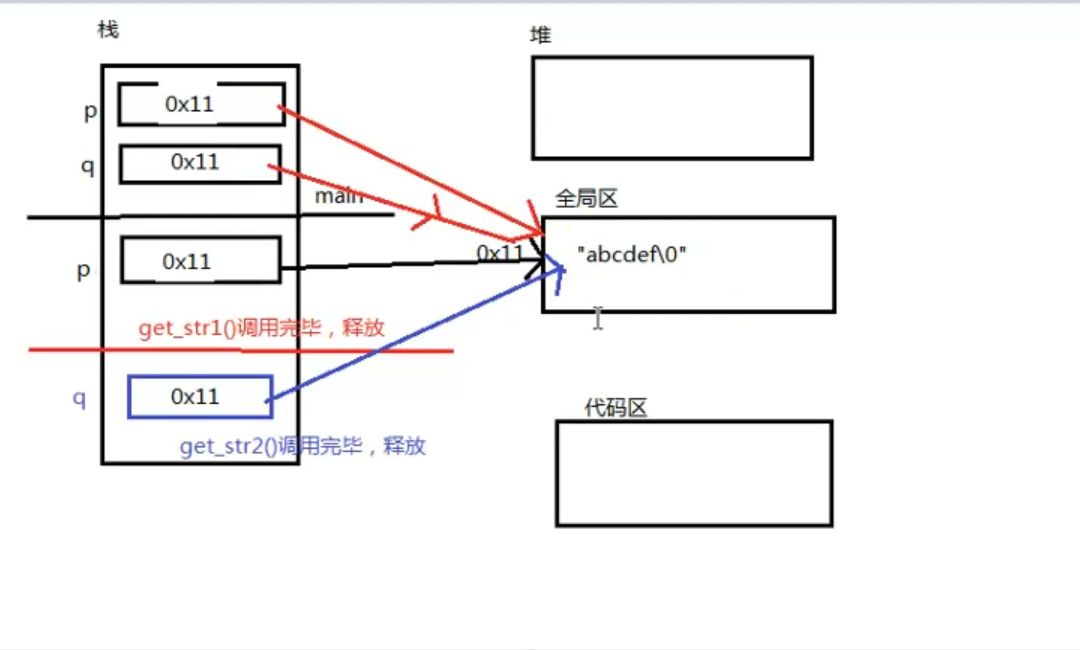 栈
堆
p
0x11
q
0x11
main
全局区
p
0x11
0x11
"abcdef\0"
get_str1()调用完毕，释放
q
0x11
代码区
get_str2()调用完毕，释放